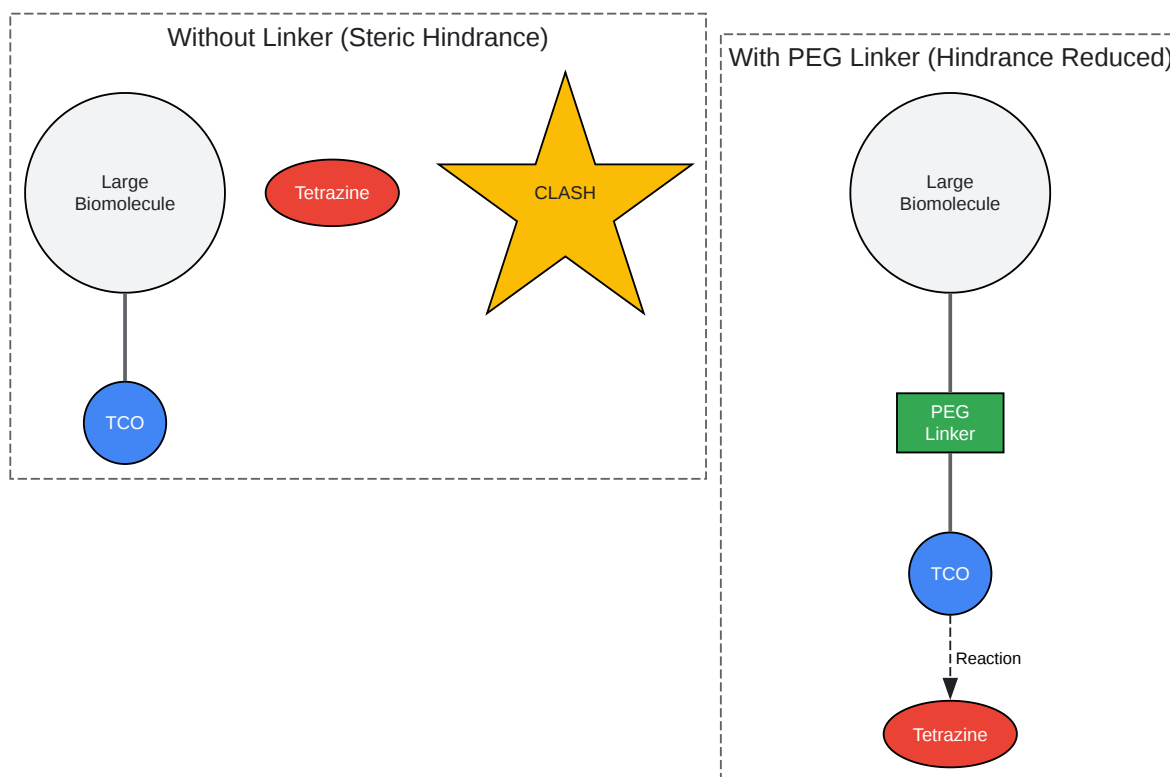 Without Linker (Steric Hindrance)
Large
Biomolecule
Tetrazine
CLASH
TCO
With PEG Linker (Hindrance Reduced)
Large
Biomolecule
PEG
Linker
TCO
Reaction
Tetrazine